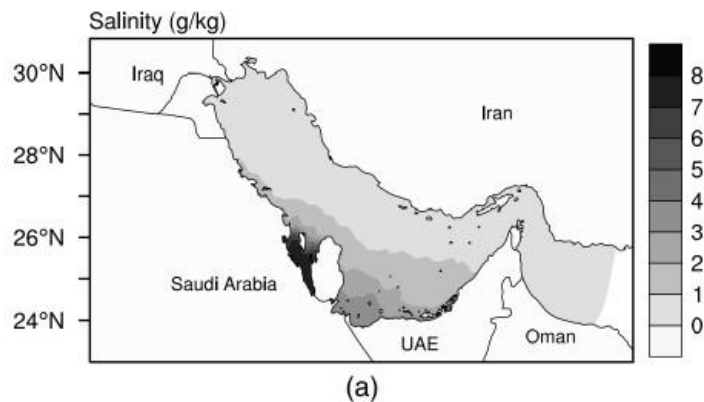 Salinity (g/kg)
30°N
28°N
26°N
24°N
Iraq
Iran
Saudi Arabia
UAE
Oman
8
7
6
5
4
3
2
1
0
(a)